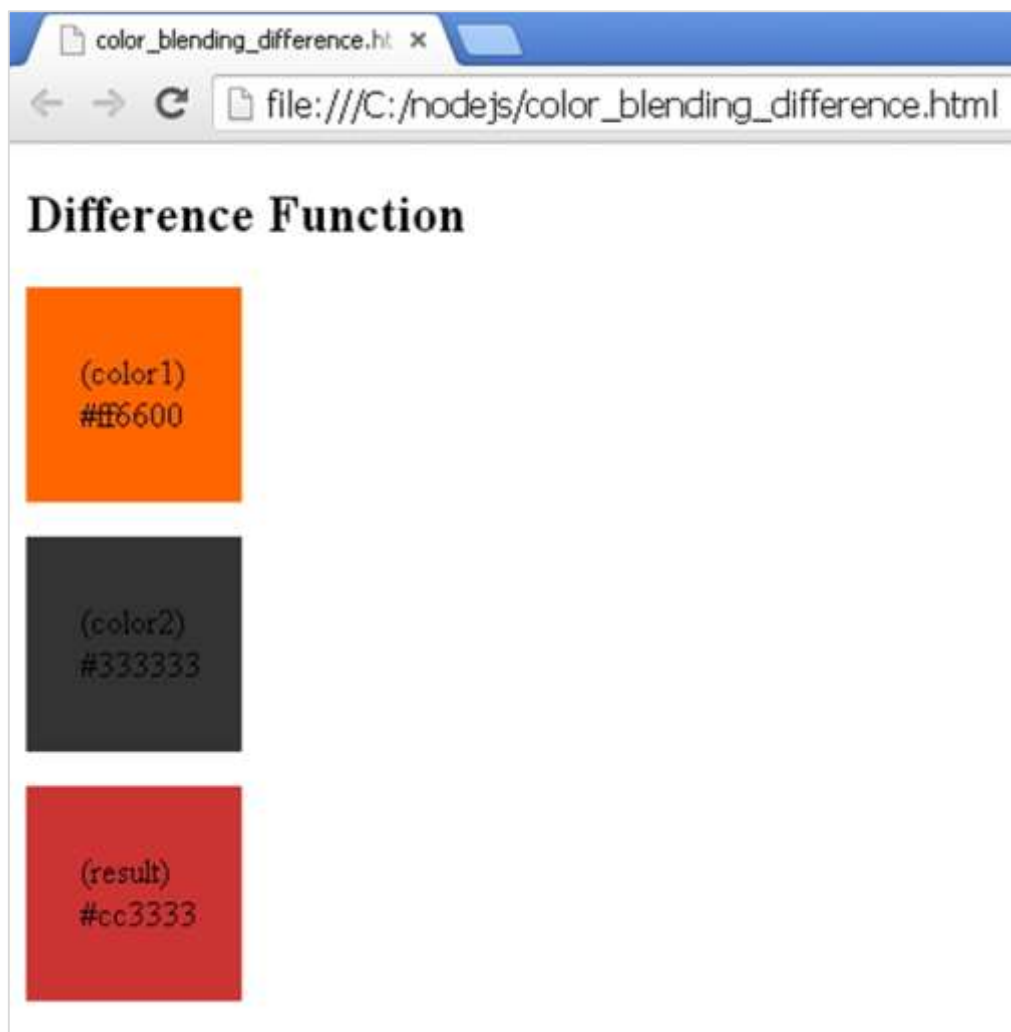 color_blending_difference.ht
file:///C:/nodejs/color_blending_difference.html
Difference Function
(color1)
#ff6600
(color2)
#333333
(result)
#cc3333